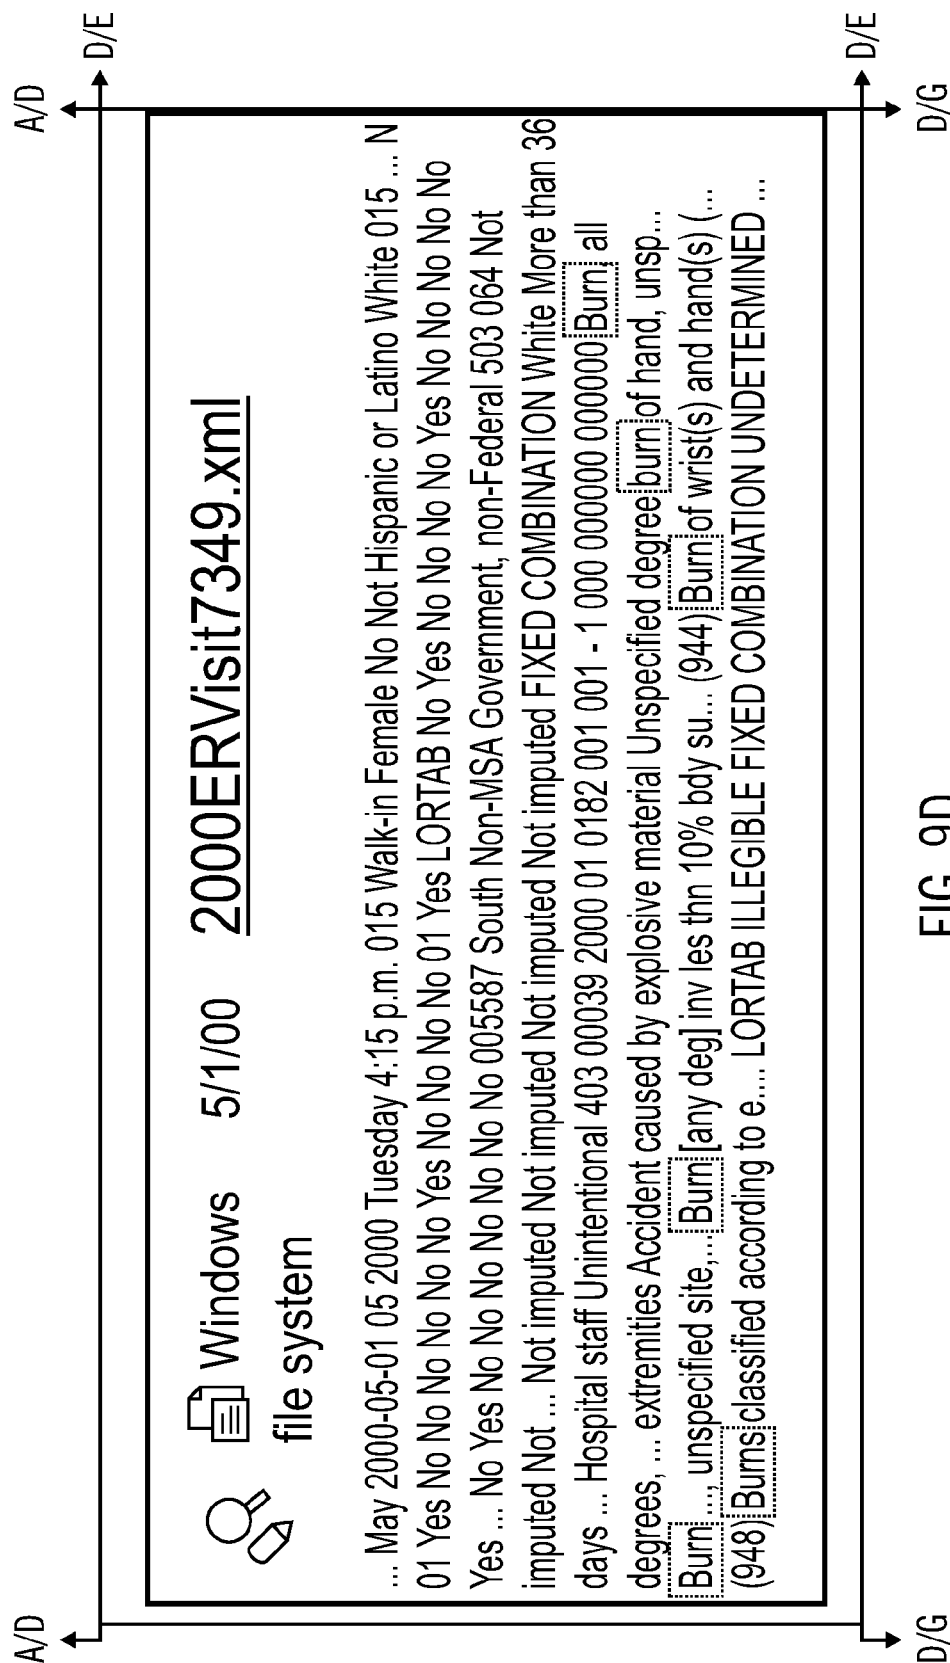 A/D
A/D
D/E
Windows 5/1/00 2000ERVisit7349.xml
file system
... May 2000-05-01 05 2000 Tuesday 4:15 p.m. 015 Walk-in Female No Not Hispanic or Latino White 015 ... N
01 Yes No No No No No Yes No No No No 01 Yes LORTAB No Yes No No No No Yes No No No No No
Yes ... No Yes No No No No No No No 005587 South Non-MSA Government, non-Federal 503 064 Not
imputed Not ... Not imputed Not imputed Not imputed Not imputed FIXED COMBINATION White More than 36
days ... Hospital staff Unintentional 403 00039 2000 01 0182 001 001 - 1 000 000000 000000 Burn, all
degrees, ... extremities Accident caused by explosive material Unspecified degree burn of hand, unsp...
Burn ..., unspecified site,... Burn [any deg] inv les thn 10% bdy su... (944) Burn of wrist(s) and hand(s) (...
(948) Burns classified according to e.... LORTAB ILLEGIBLE FIXED COMBINATION UNDETERMINED ...
D/E
D/G
D/G
FIG. 9D